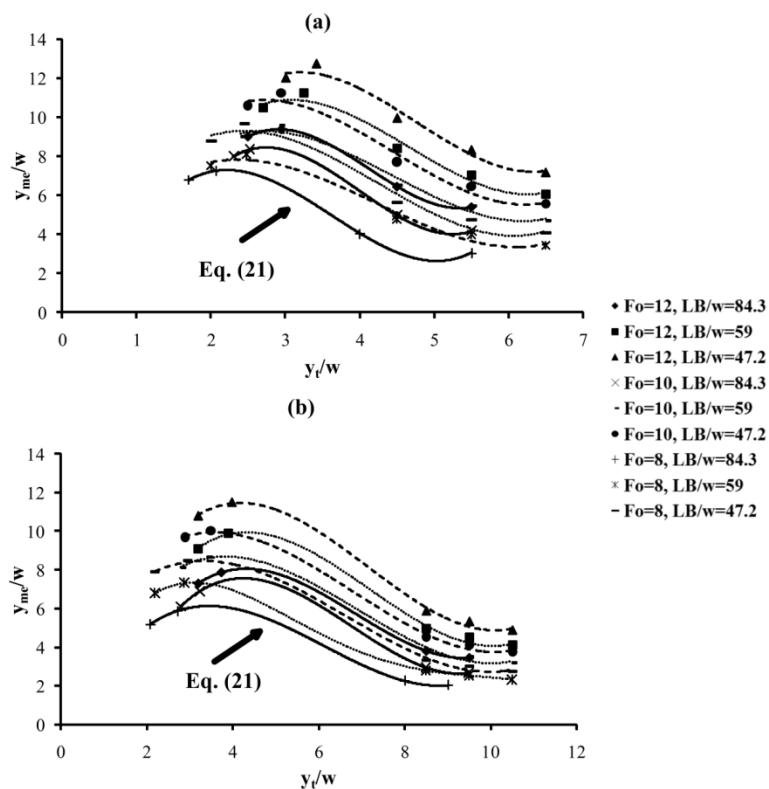 (a)
14
12
10
8
6
4
2
0
y_me/w
Eq. (21)
0 1 2 3 4 5 6 7
y_t/w
(b)
14
12
10
8
6
4
2
0
y_me/w
Eq. (21)
0 2 4 6 8 10 12
y_t/w
Fo=12, LB/w=84.3
Fo=12, LB/w=59
Fo=12, LB/w=47.2
Fo=10, LB/w=84.3
Fo=10, LB/w=59
Fo=10, LB/w=47.2
Fo=8, LB/w=84.3
Fo=8, LB/w=59
Fo=8, LB/w=47.2